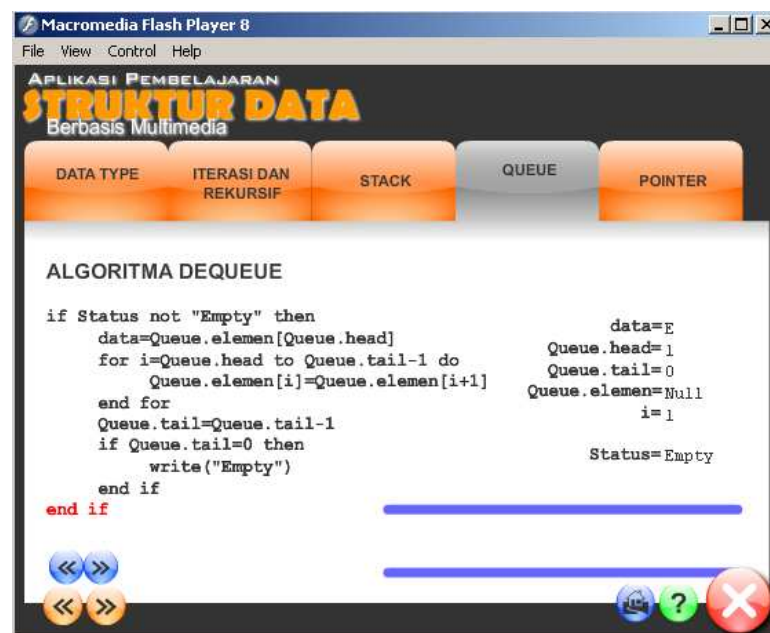 Macromedia Flash Player 8
File View Control Help
APLIKASI PEMBELAJARAN
STRUKTUR DATA
Berbasis Multimedia
DATA TYPE
ITERASI DAN
REKURSIF
STACK
QUEUE
POINTER
ALGORITMA DEQUEUE
if Status not "Empty" then
data=Queue.elemen[Queue.head]
for i=Queue.head to Queue.tail-1 do
Queue.elemen[i]=Queue.elemen[i+1]
end for
Queue.tail=Queue.tail-1
if Queue.tail=0 then
write("Empty")
end if
end if
data=E
Queue.head=1
Queue.tail=0
Queue.elemen=Null
i=1
Status=Empty
?